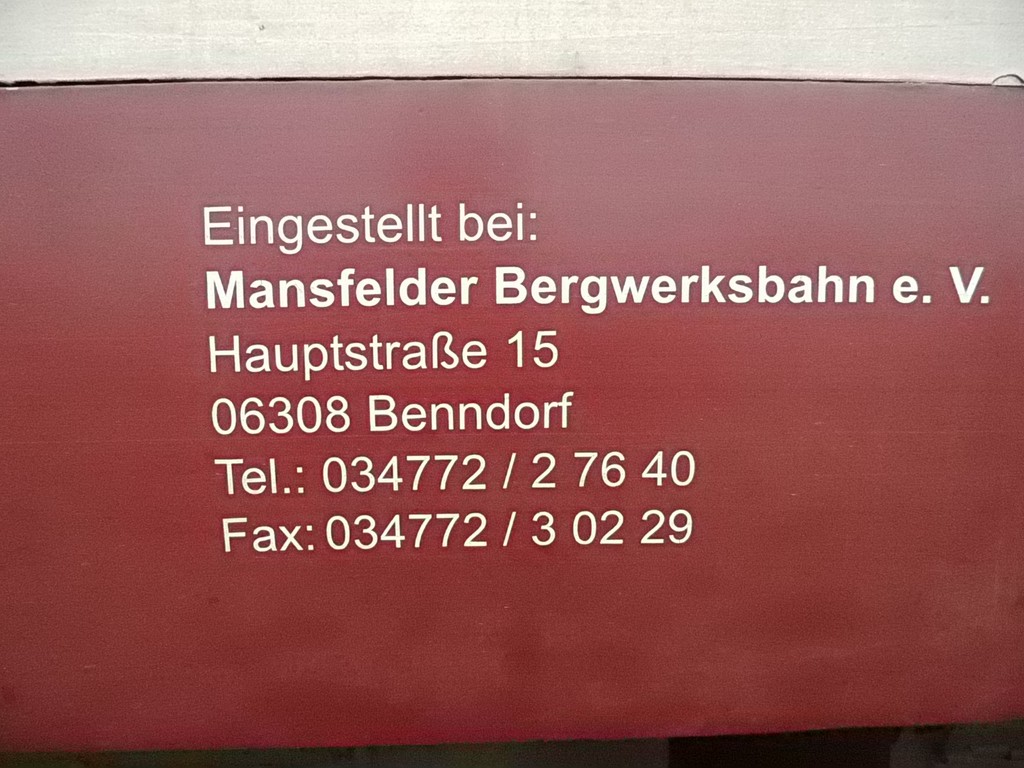 Eingestellt bei:
Mansfelder Bergwerksbahn e. V.
Hauptstraße 15
06308 Benndorf
Tel.: 034772 / 2 76 40
Fax: 034772 / 3 02 29